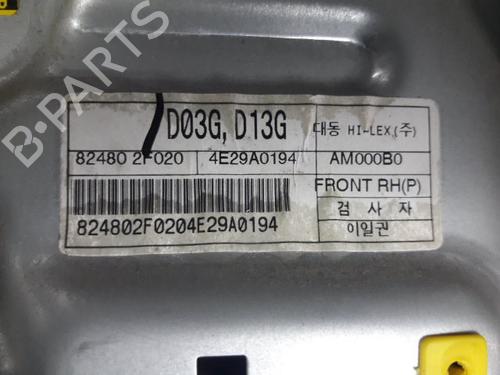 D03G, D13G
대동 HI-LEX.(주)
82480 2F020 4E29A0194 AM000B0
FRONT RH(P)
검 사 자
824802F0204E29A0194 이일권